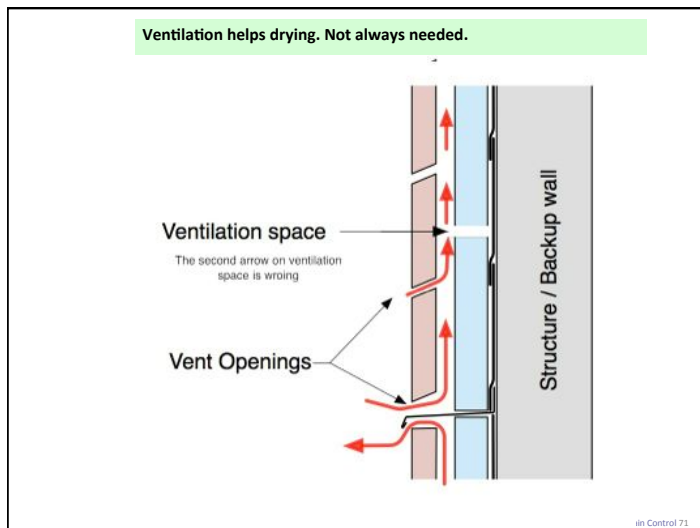 Ventilation helps drying. Not always needed.
Ventilation space
The second arrow on ventilation
space is wroing
Vent Openings
Structure / Backup wall
in Control 71